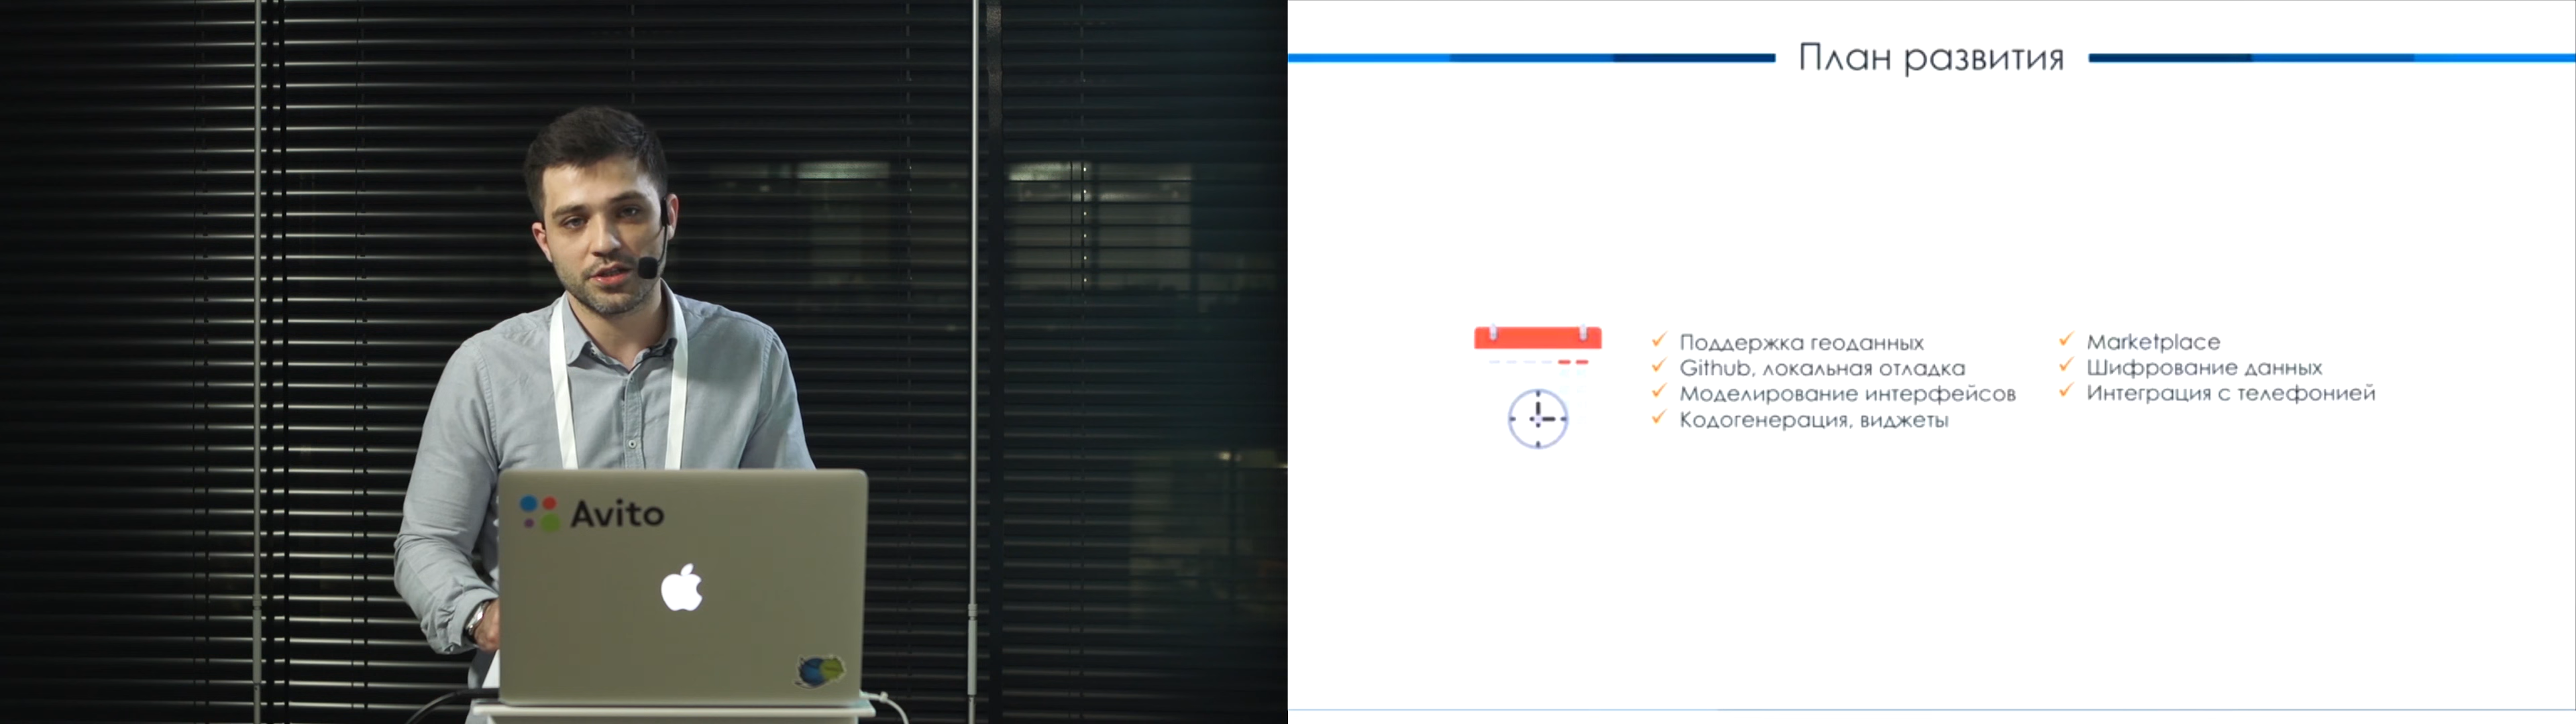 Avito
План развития
Поддержка геоданных
Github, локальная отладка
Моделирование интерфейсов
Кодогенерация, виджеты
Marketplace
Шифрование данных
Интеграция с телефонией